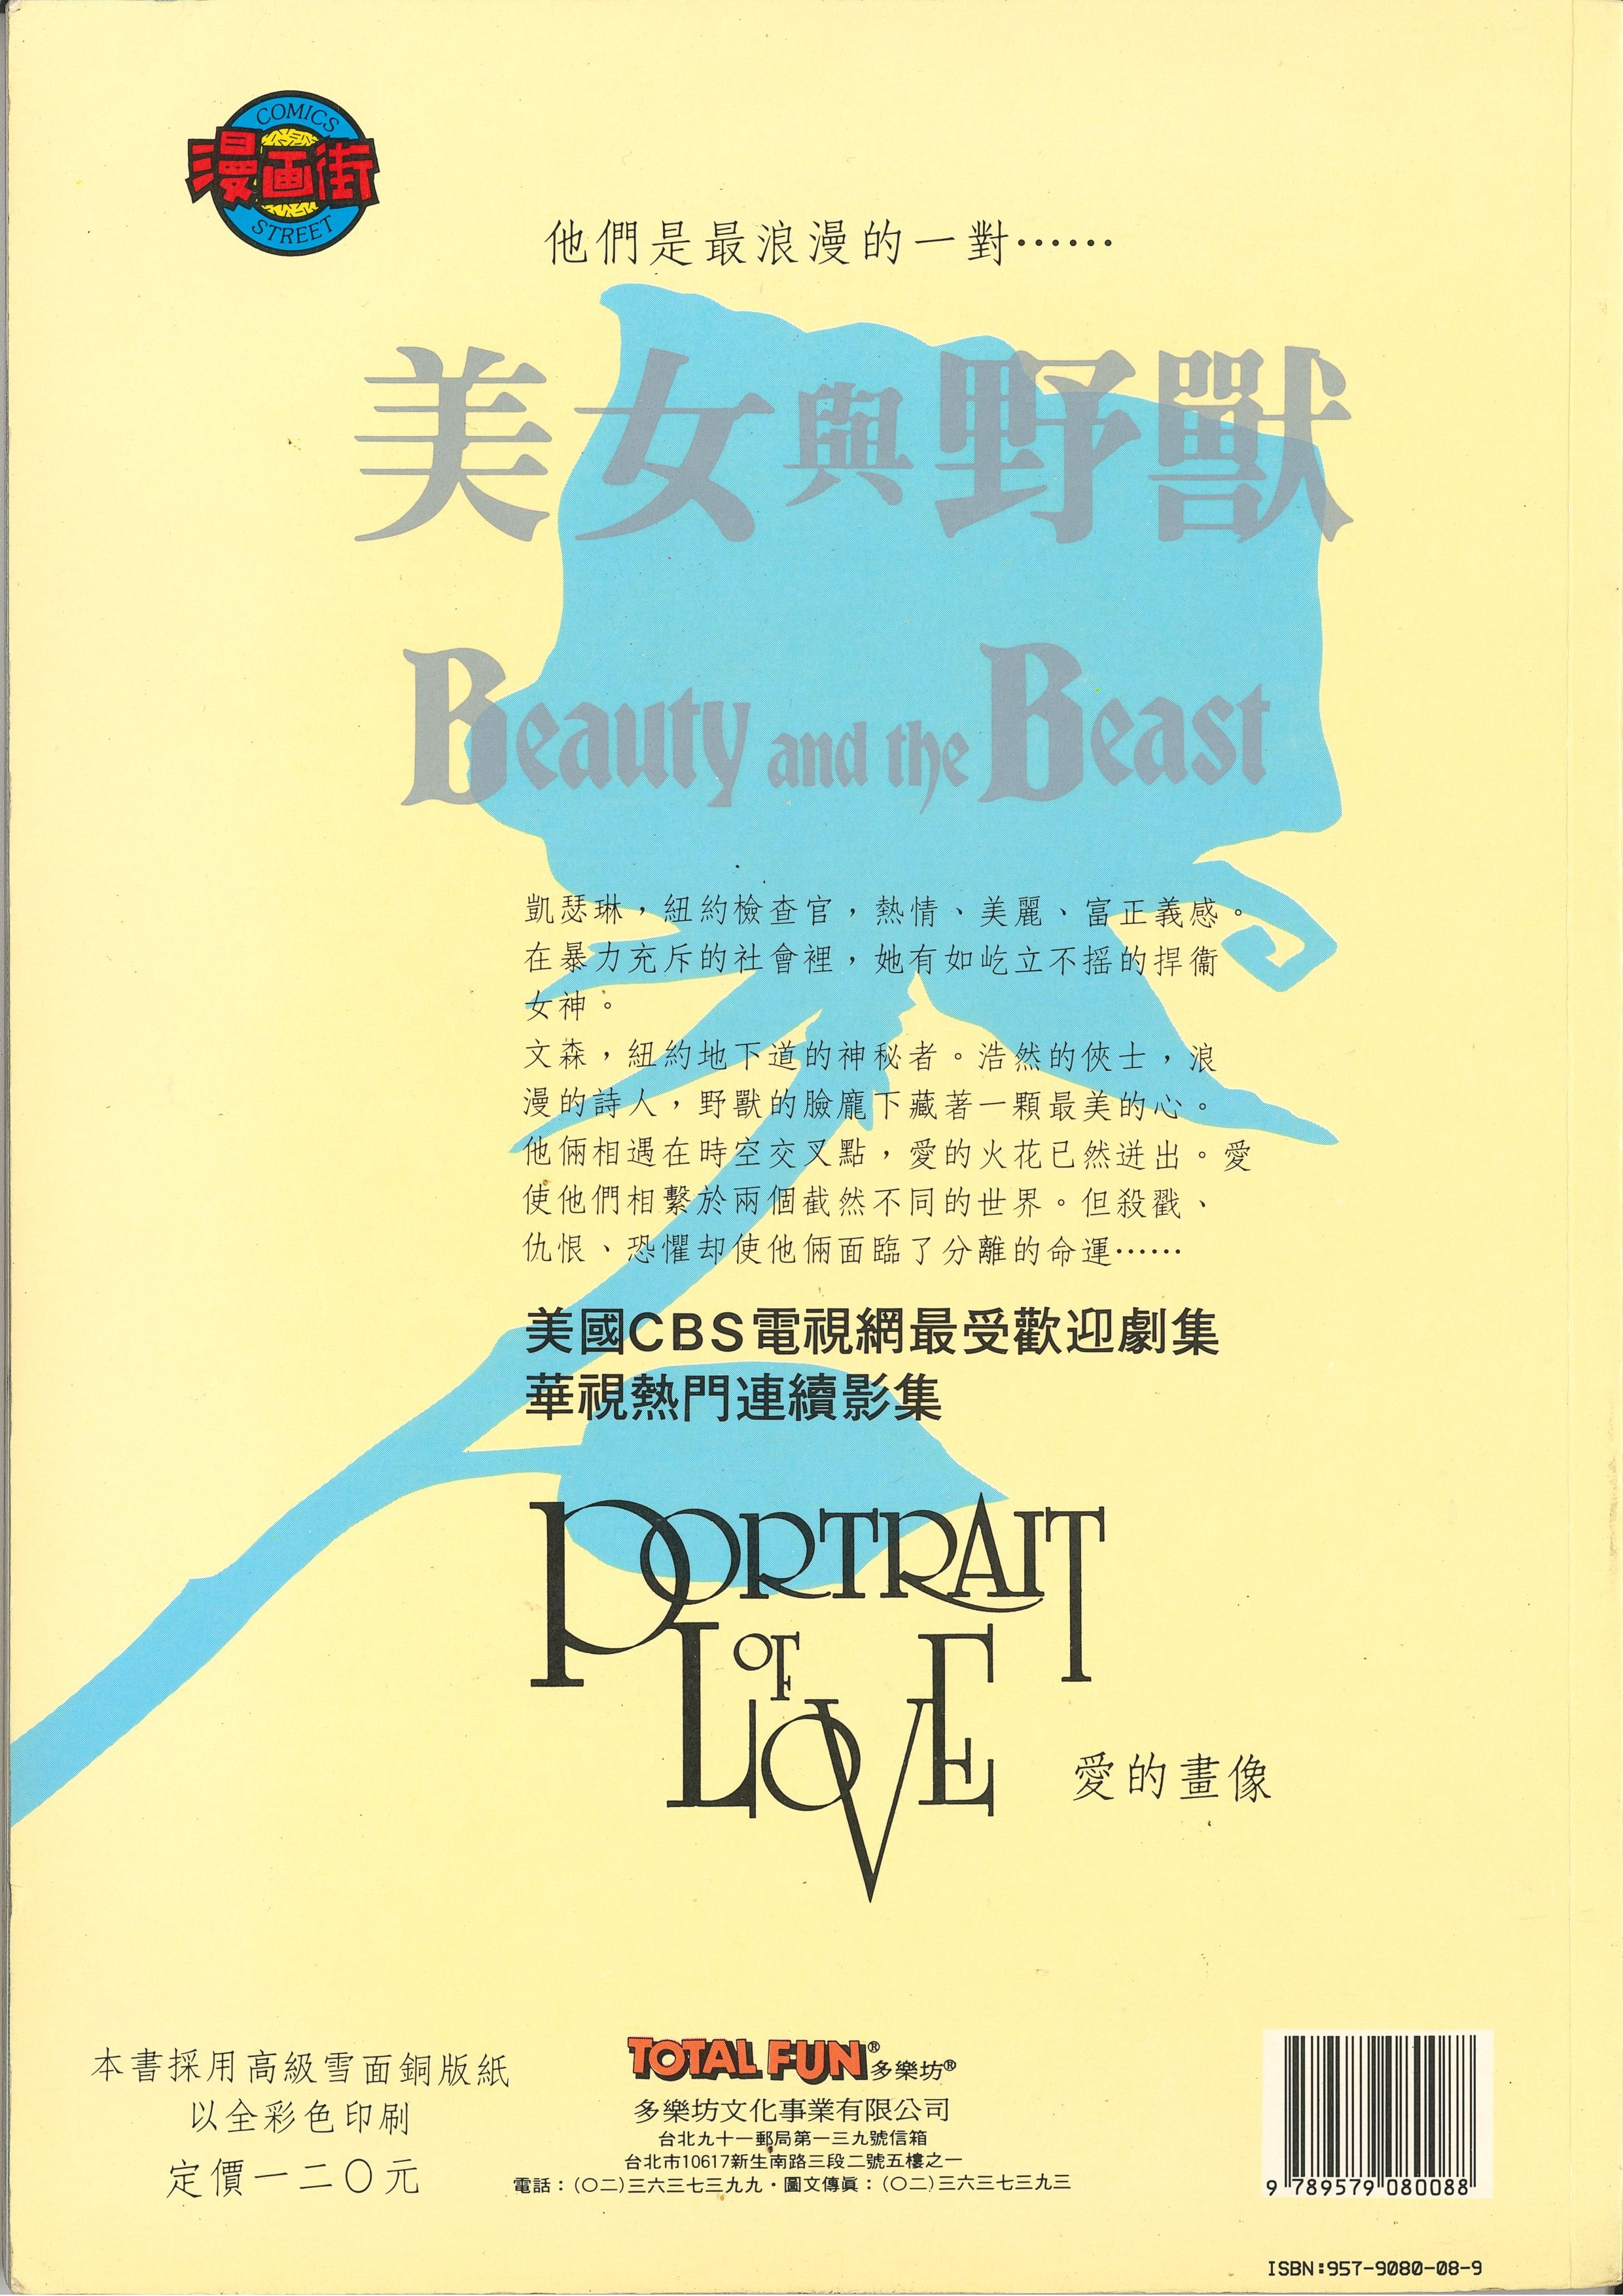 COMICS
漫画街
STREET
他們是最浪漫的一對……
美女與野獸
Beauty and the Beast
凱瑟琳，紐約檢查官，熱情、美麗、富正義感。
在暴力充斥的社會裡，她有如屹立不搖的捍衛
女神。
文森，紐約地下道的神秘者。浩然的俠士，浪
漫的詩人，野獸的臉龐下藏著一顆最美的心。
他倆相遇在時空交叉點，愛的火花已然迸出。愛
使他們相繫於兩個截然不同的世界。但殺戳、
仇恨、恐懼却使他倆面臨了分離的命運……
美國CBS電視網最受歡迎劇集
華視熱門連續影集
PORTRAIT
OF
LOVE
愛的畫像
本書採用高級雪面銅版紙
以全彩色印刷
定價一二〇元
TOTAL FUN® 多樂坊®
多樂坊文化事業有限公司
台北九十一郵局第一三九號信箱
台北市10617新生南路三段二號五樓之一
電話：(〇二)三六三七三九九・圖文傳眞：(〇二)三六三七三九三
9 789579 080088
ISBN:957-9080-08-9